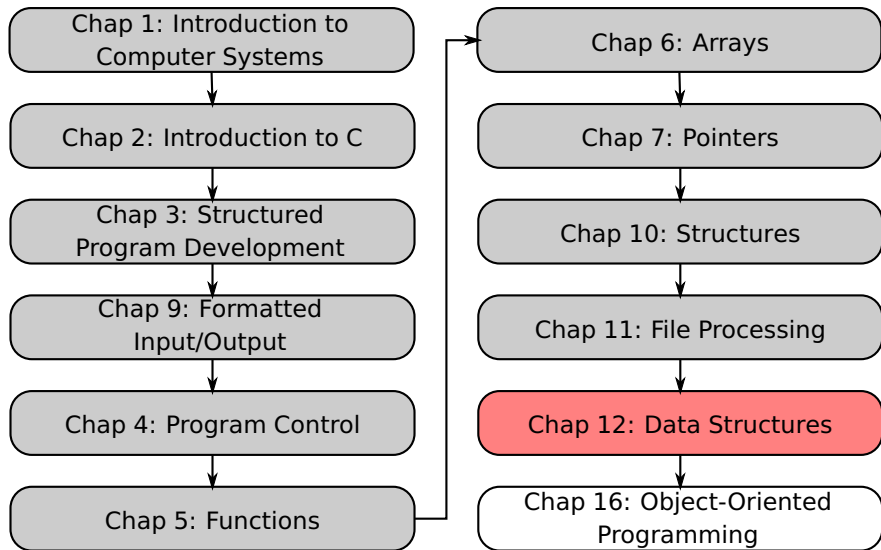 Chap 1: Introduction to
Computer Systems
Chap 2: Introduction to C
Chap 3: Structured
Program Development
Chap 9: Formatted
Input/Output
Chap 4: Program Control
Chap 5: Functions
Chap 6: Arrays
Chap 7: Pointers
Chap 10: Structures
Chap 11: File Processing
Chap 12: Data Structures
Chap 16: Object-Oriented
Programming